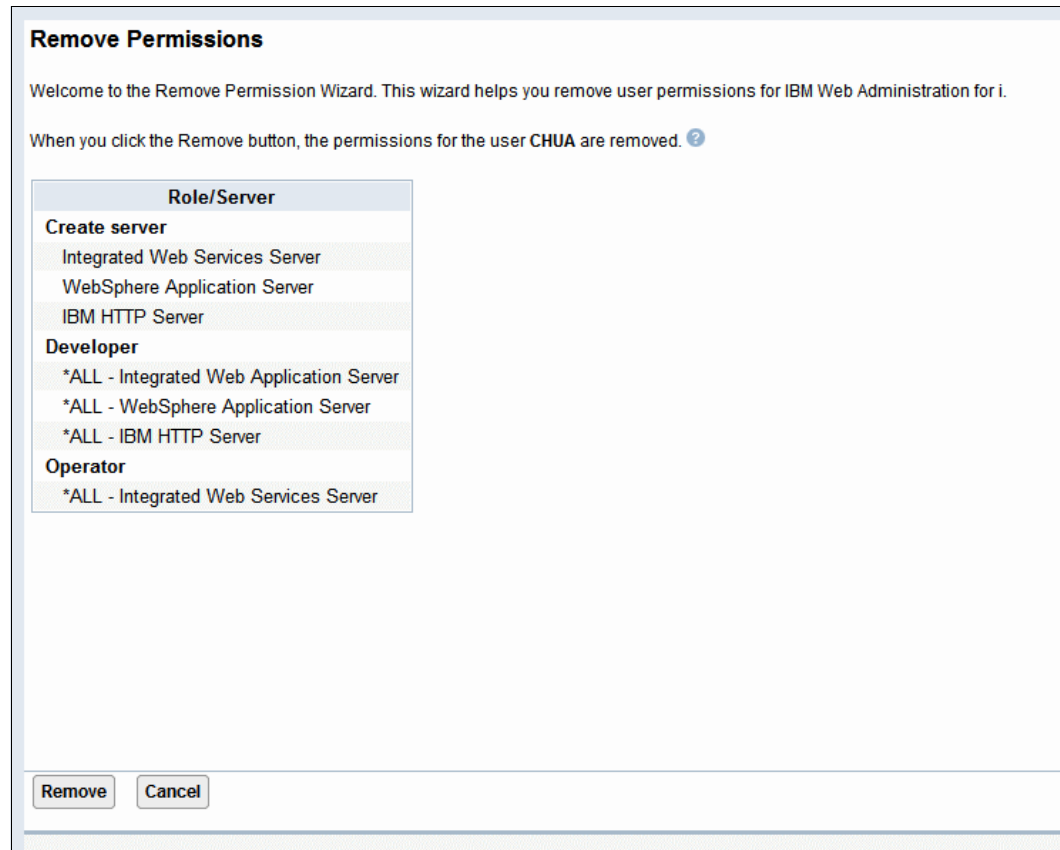 Remove Permissions
Welcome to the Remove Permission Wizard. This wizard helps you remove user permissions for IBM Web Administration for i.
When you click the Remove button, the permissions for the user CHUA are removed. ?
Role/Server
Create server
Integrated Web Services Server
WebSphere Application Server
IBM HTTP Server
Developer
*ALL - Integrated Web Application Server
*ALL - WebSphere Application Server
*ALL - IBM HTTP Server
Operator
*ALL - Integrated Web Services Server
Remove Cancel